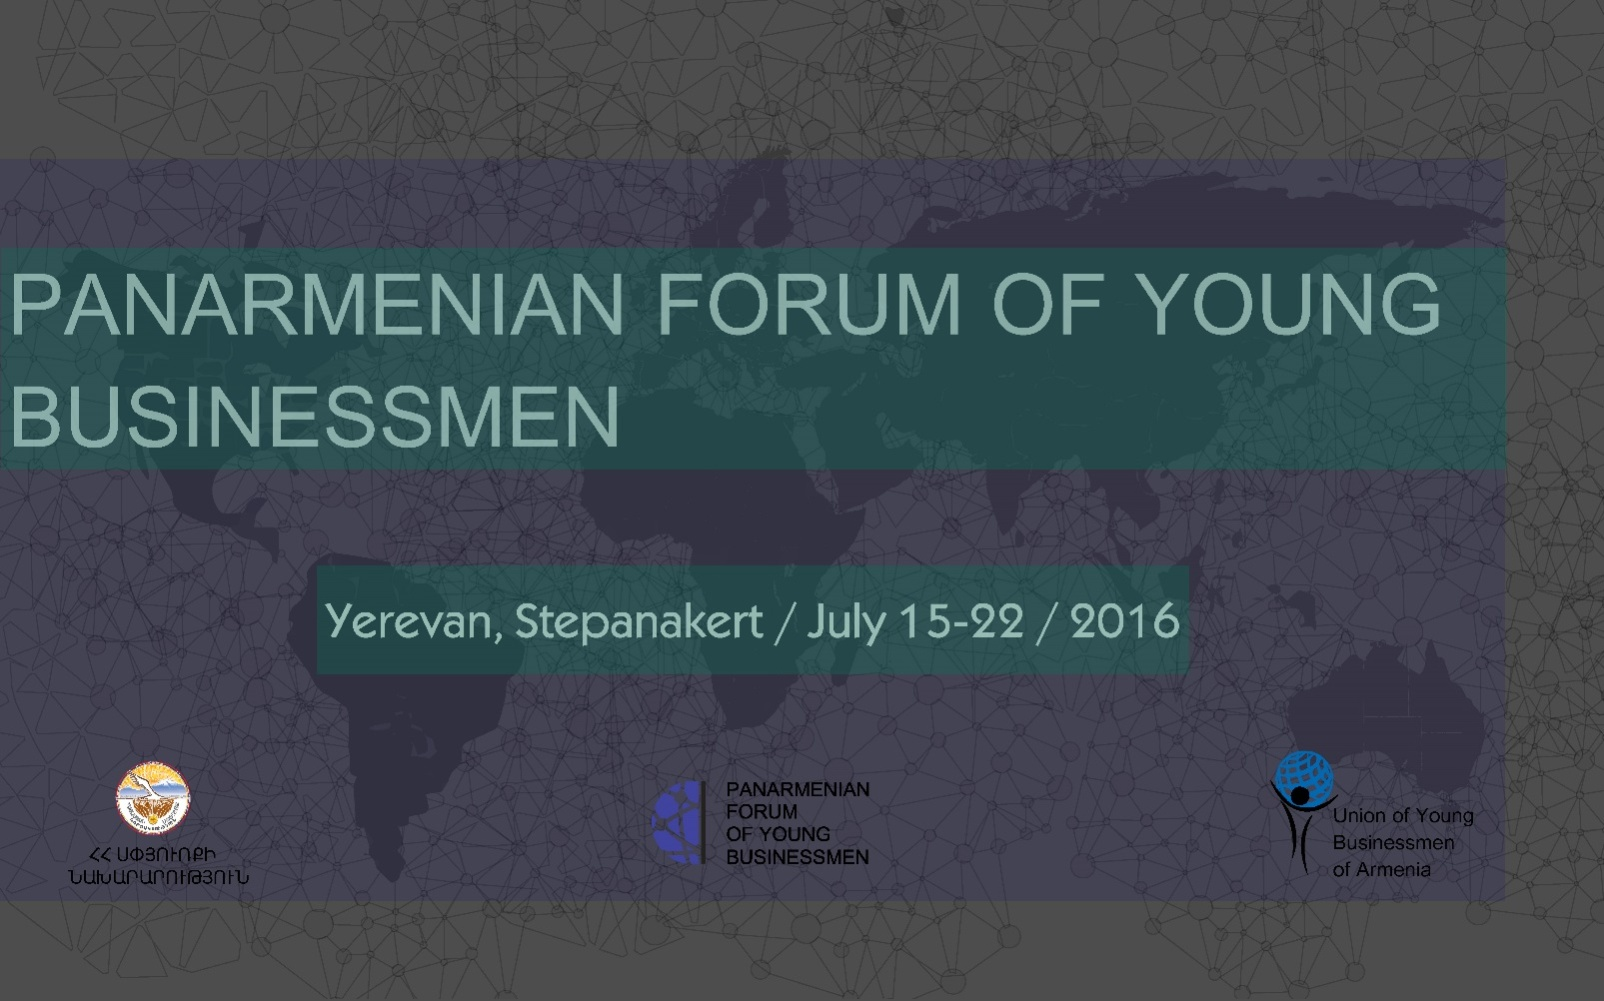 PANARMENIAN FORUM OF YOUNG
BUSINESSMEN
Yerevan, Stepanakert / July 15-22 / 2016
ՀՀ ՍՓՅՈՒՌՔԻ
ՆԱԽԱՐԱՐՈՒԹՅՈՒՆ
PANARMENIAN
FORUM
OF YOUNG
BUSINESSMEN
Union of Young
Businessmen
of Armenia